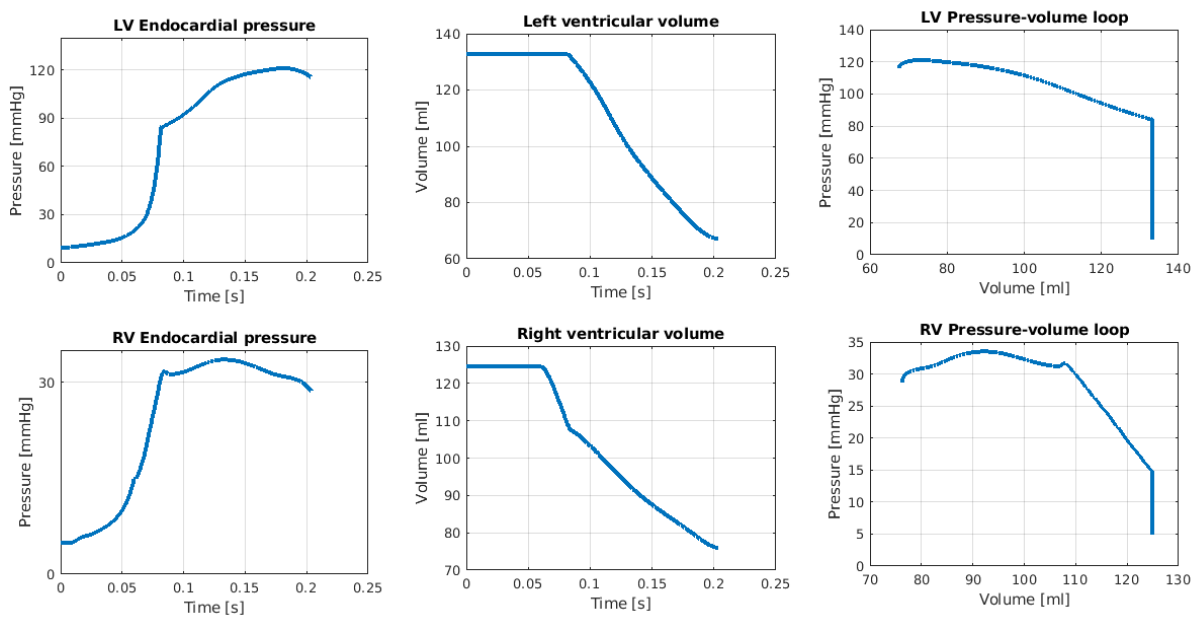 LV Endocardial pressure
Pressure [mmHg]
120
90
60
30
0
0 0.05 0.1 0.15 0.2 0.25
Time [s]
Left ventricular volume
Volume [ml]
140
120
100
80
60
0 0.05 0.1 0.15 0.2 0.25
Time [s]
LV Pressure-volume loop
Pressure [mmHg]
140
120
100
80
60
40
20
0
60 80 100 120 140
Volume [ml]
RV Endocardial pressure
Pressure [mmHg]
30
0
0 0.05 0.1 0.15 0.2 0.25
Time [s]
Right ventricular volume
Volume [ml]
130
120
110
100
90
80
70
0 0.05 0.1 0.15 0.2 0.25
Time [s]
RV Pressure-volume loop
Pressure [mmHg]
35
30
25
20
15
10
5
0
70 80 90 100 110 120 130
Volume [ml]